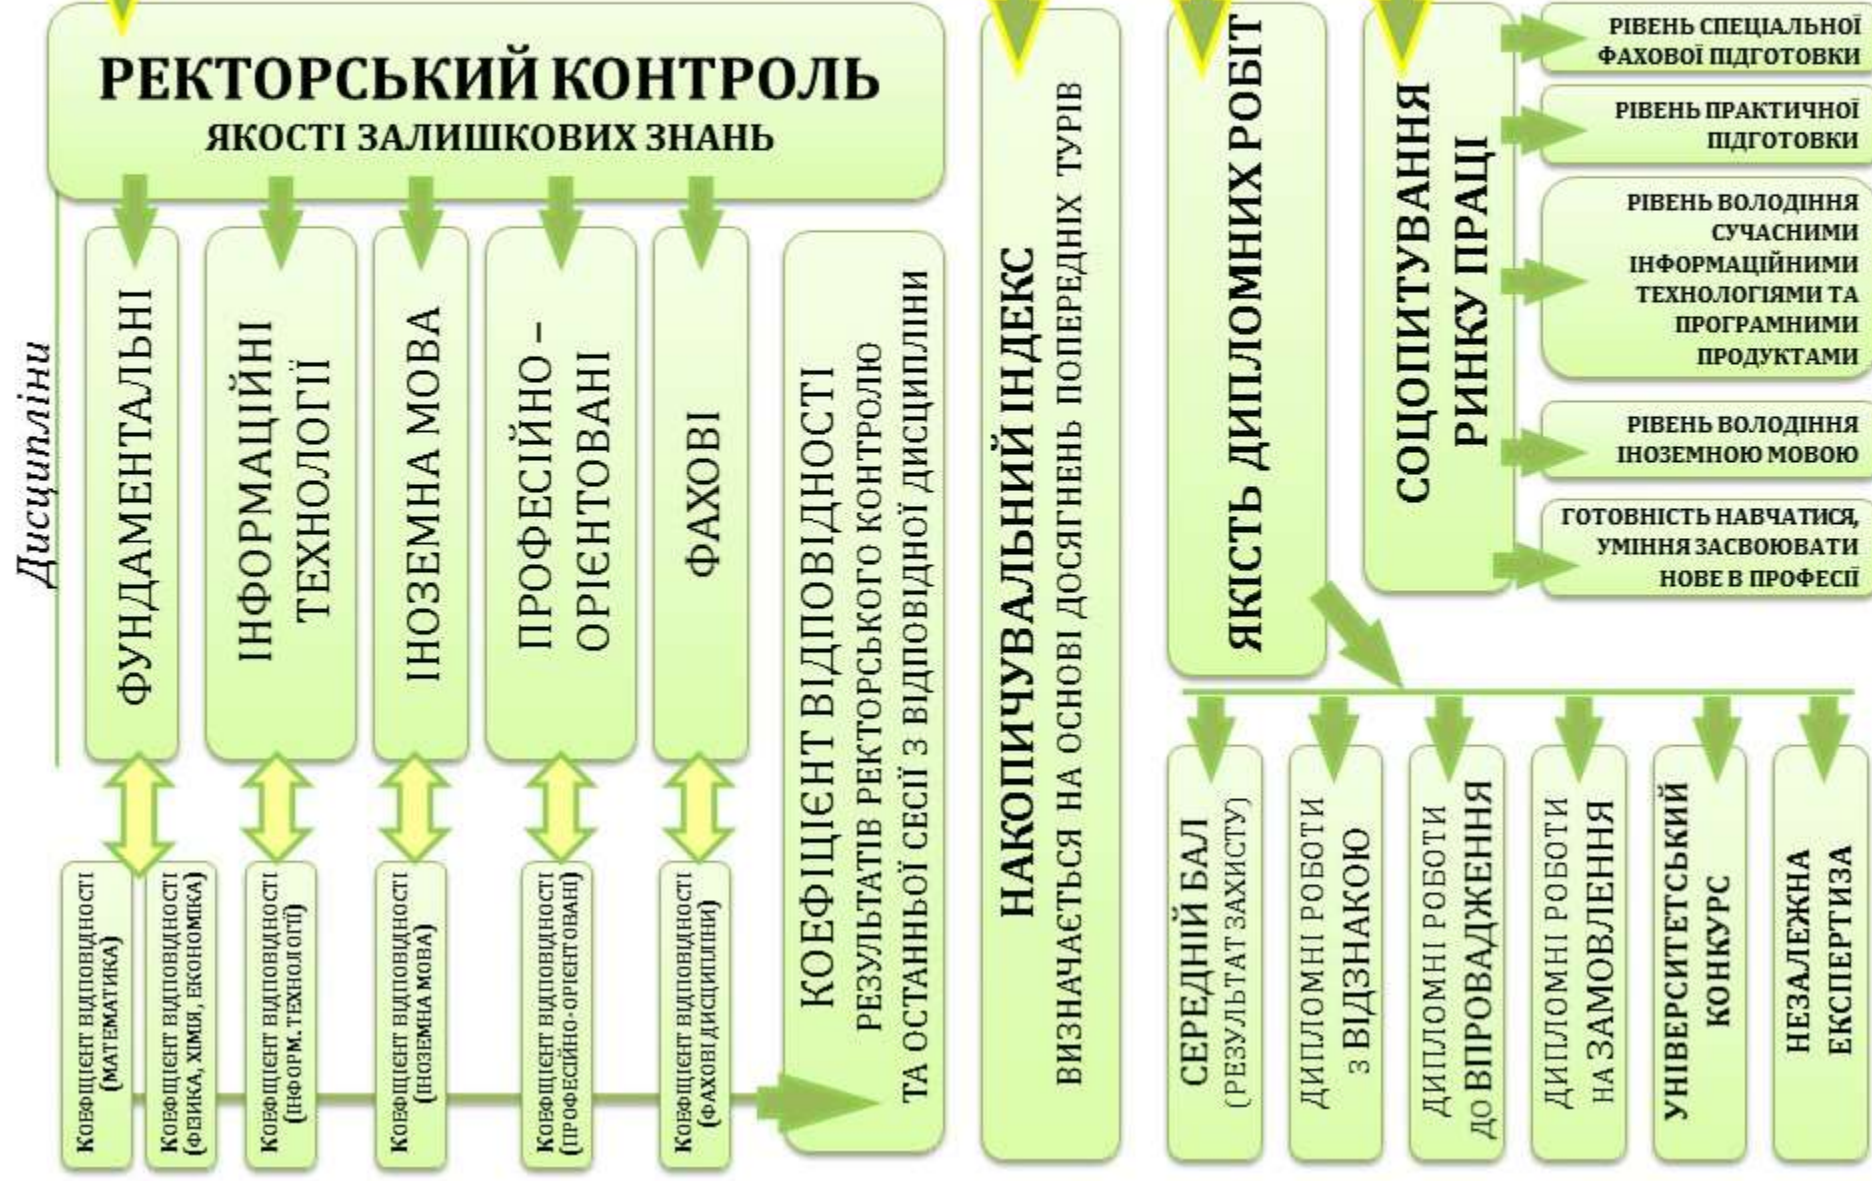 РЕКТОРСЬКИЙ КОНТРОЛЬ
ЯКОСТІ ЗАЛИШКОВИХ ЗНАНЬ
Дисципліни
ФУНДАМЕНТАЛЬНІ
ІНФОРМАЦІЙНІ
ТЕХНОЛОГІЇ
ІНОЗЕМНА МОВА
ПРОФЕСІЙНО –
ОРІЄНТОВАНІ
ФАХОВІ
КОЕФІЦІЄНТ ВІДПОВІДНОСТІ
(МАТЕМАТИКА)
КОЕФІЦІЄНТ ВІДПОВІДНОСТІ
(ФІЗИКА, ХІМІЯ, ЕКОНОМІКА)
КОЕФІЦІЄНТ ВІДПОВІДНОСТІ
(ІНФОРМ. ТЕХНОЛОГІЇ)
КОЕФІЦІЄНТ ВІДПОВІДНОСТІ
(ІНОЗЕМНА МОВА)
КОЕФІЦІЄНТ ВІДПОВІДНОСТІ
(ПРОФЕСІЙНО-ОРІЄНТОВАНІ)
КОЕФІЦІЄНТ ВІДПОВІДНОСТІ
(ФАХОВІ ДИСЦИПЛІНИ)
КОЕФІЦІЄНТ ВІДПОВІДНОСТІ
РЕЗУЛЬТАТІВ РЕКТОРСЬКОГО КОНТРОЛЮ
ТА ОСТАННЬОЇ СЕСІЇ З ВІДПОВІДНОЇ ДИСЦИПЛІНИ
НАКОПИЧУВАЛЬНИЙ ІНДЕКС
ВИЗНАЧАЄТЬСЯ НА ОСНОВІ ДОСЯГНЕНЬ ПОПЕРЕДНІХ ТУРІВ
ЯКІСТЬ ДИПЛОМНИХ РОБІТ
СЕРЕДНІЙ БАЛ
(РЕЗУЛЬТАТ ЗАХИСТУ)
ДИПЛОМНІ РОБОТИ
З ВІДЗНАКОЮ
ДИПЛОМНІ РОБОТИ
ДО ВПРОВАДЖЕННЯ
ДИПЛОМНІ РОБОТИ
НА ЗАМОВЛЕННЯ
УНІВЕРСИТЕТСЬКИЙ
КОНКУРС
НЕЗАЛЕЖНА
ЕКСПЕРТИЗА
СОЦОПИТУВАННЯ
РИНКУ ПРАЦІ
РІВЕНЬ СПЕЦІАЛЬНОЇ
ФАХОВОЇ ПІДГОТОВКИ
РІВЕНЬ ПРАКТИЧНОЇ
ПІДГОТОВКИ
РІВЕНЬ ВОЛОДІННЯ
СУЧАСНИМИ
ІНФОРМАЦІЙНИМИ
ТЕХНОЛОГІЯМИ ТА
ПРОГРАМНИМИ
ПРОДУКТАМИ
РІВЕНЬ ВОЛОДІННЯ
ІНОЗЕМНОЮ МОВОЮ
ГОТОВНІСТЬ НАВЧАТИСЯ,
УМІННЯ ЗАСВОЮВАТИ
НОВЕ В ПРОФЕСІЇ